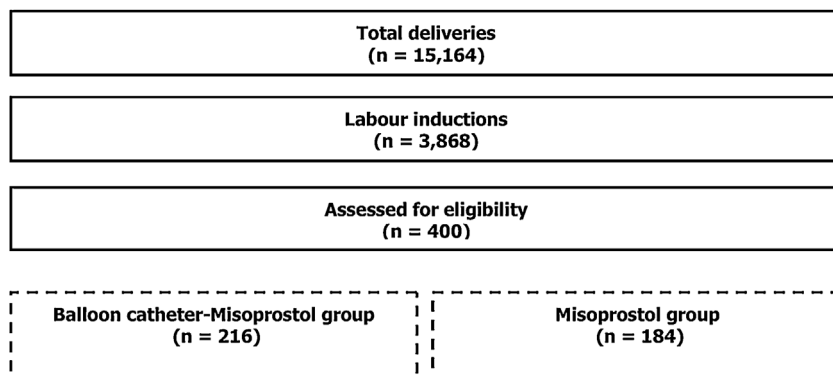 Total deliveries
(n = 15,164)
Labour inductions
(n = 3,868)
Assessed for eligibility
(n = 400)
Balloon catheter-Misoprostol group
(n = 216)
Misoprostol group
(n = 184)